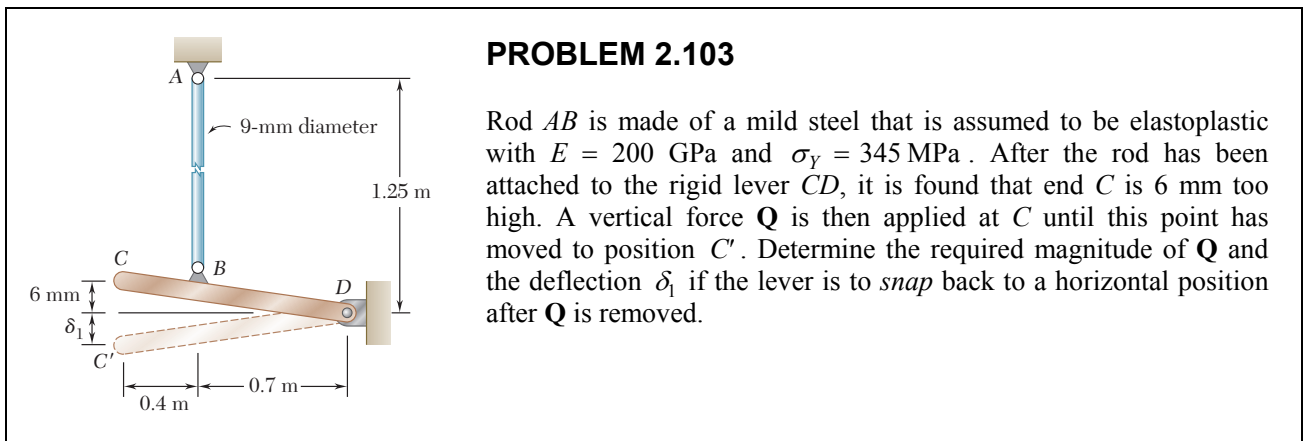 PROBLEM 2.103
Rod AB is made of a mild steel that is assumed to be elastoplastic
with E = 200 GPa and σY = 345 MPa . After the rod has been
attached to the rigid lever CD, it is found that end C is 6 mm too
high. A vertical force Q is then applied at C until this point has
moved to position C′ . Determine the required magnitude of Q and
the deflection δ1 if the lever is to snap back to a horizontal position
after Q is removed.
A
9-mm diameter
1.25 m
C
B
D
6 mm
δ1
C′
0.7 m
0.4 m